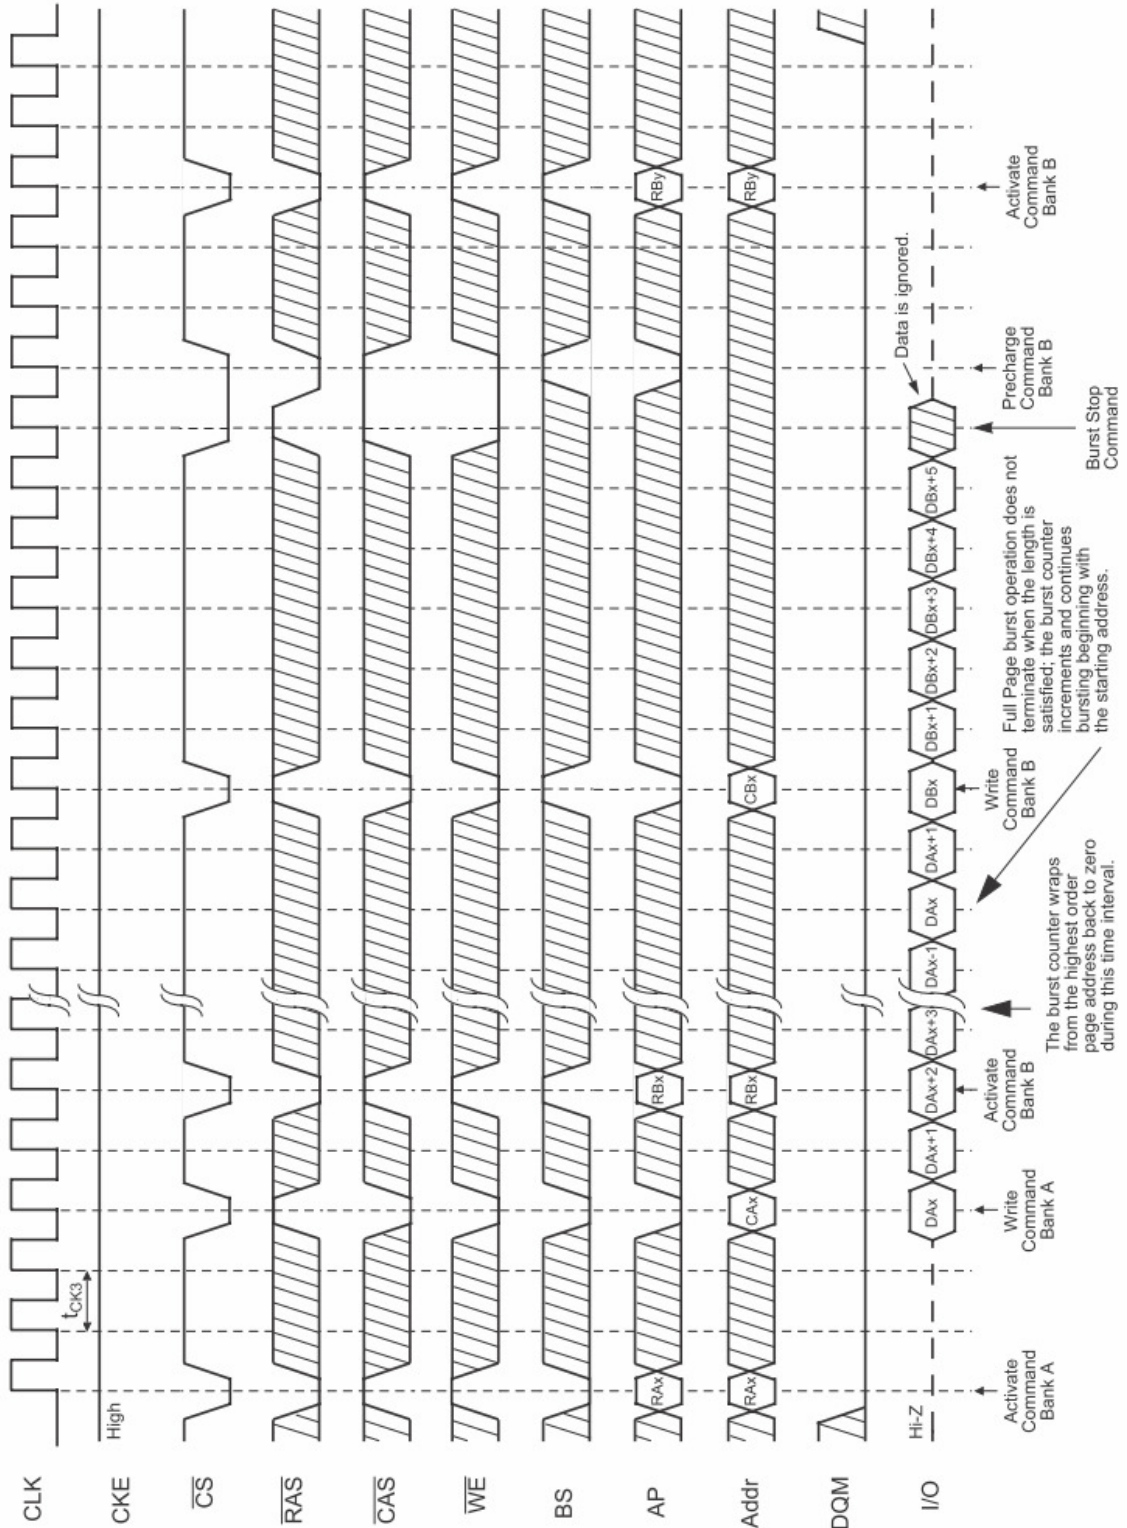 CLK
tCK3
CKE
High
CS
RAS
CAS
WE
BS
AP
RAx
RBx
RBy
Addr
RAx
CAx
RBx
CBx
RBy
DQM
I/O
Hi-Z
DAx
DAx+1
DAx+2
DAx+3
DAx-1
DAx
DAx+1
DBx
DBx+1
DBx+2
DBx+3
DBx+4
DBx+5
Data is ignored.
Activate
Command
Bank A
Write
Command
Bank A
Activate
Command
Bank B
The burst counter wraps
from the highest order
page address back to zero
during this time interval.
Write
Command
Bank B
Full Page burst operation does not
terminate when the length is
satisfied; the burst counter
increments and continues
bursting beginning with
the starting address.
Burst Stop
Command
Precharge
Command
Bank B
Activate
Command
Bank B